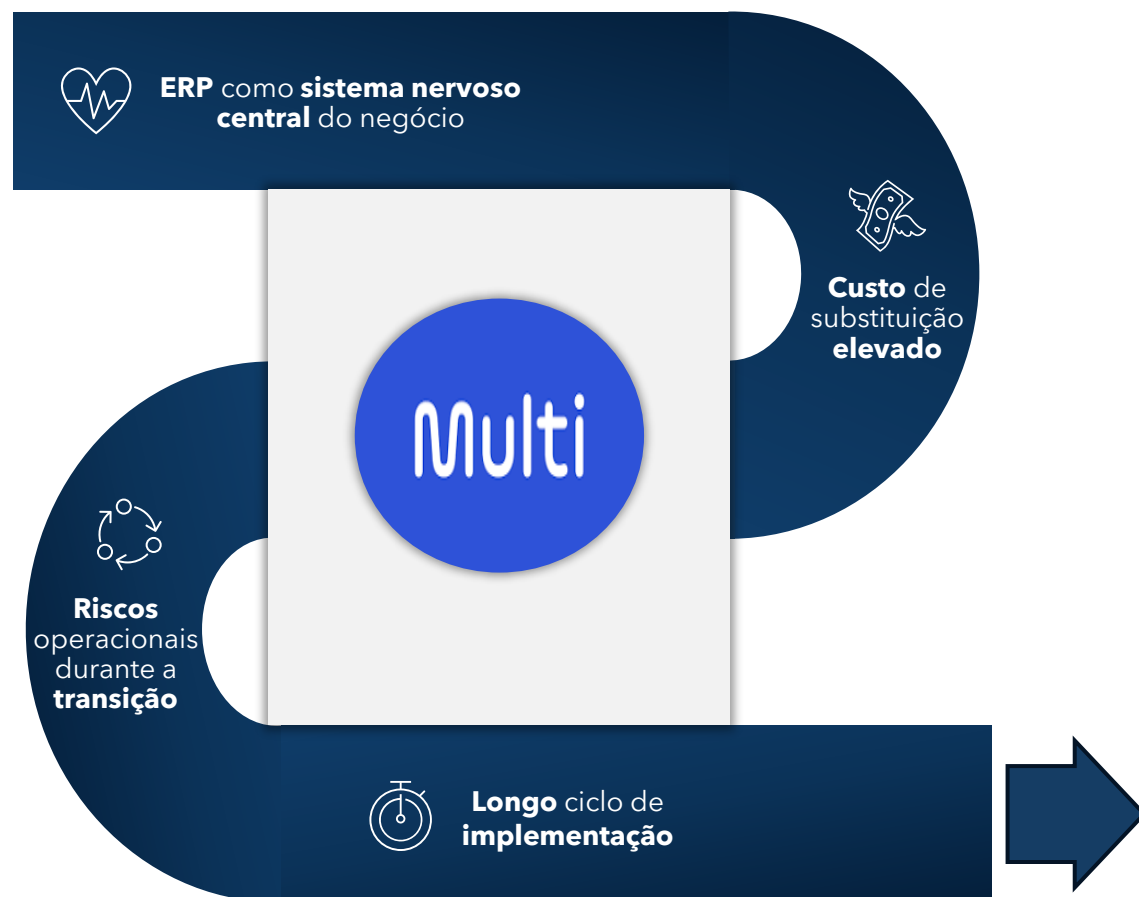 ERP como sistema nervoso
central do negócio
Custo de
substituição
elevado
Multi
Riscos
operacionais
durante a
transição
Longo ciclo de
implementação